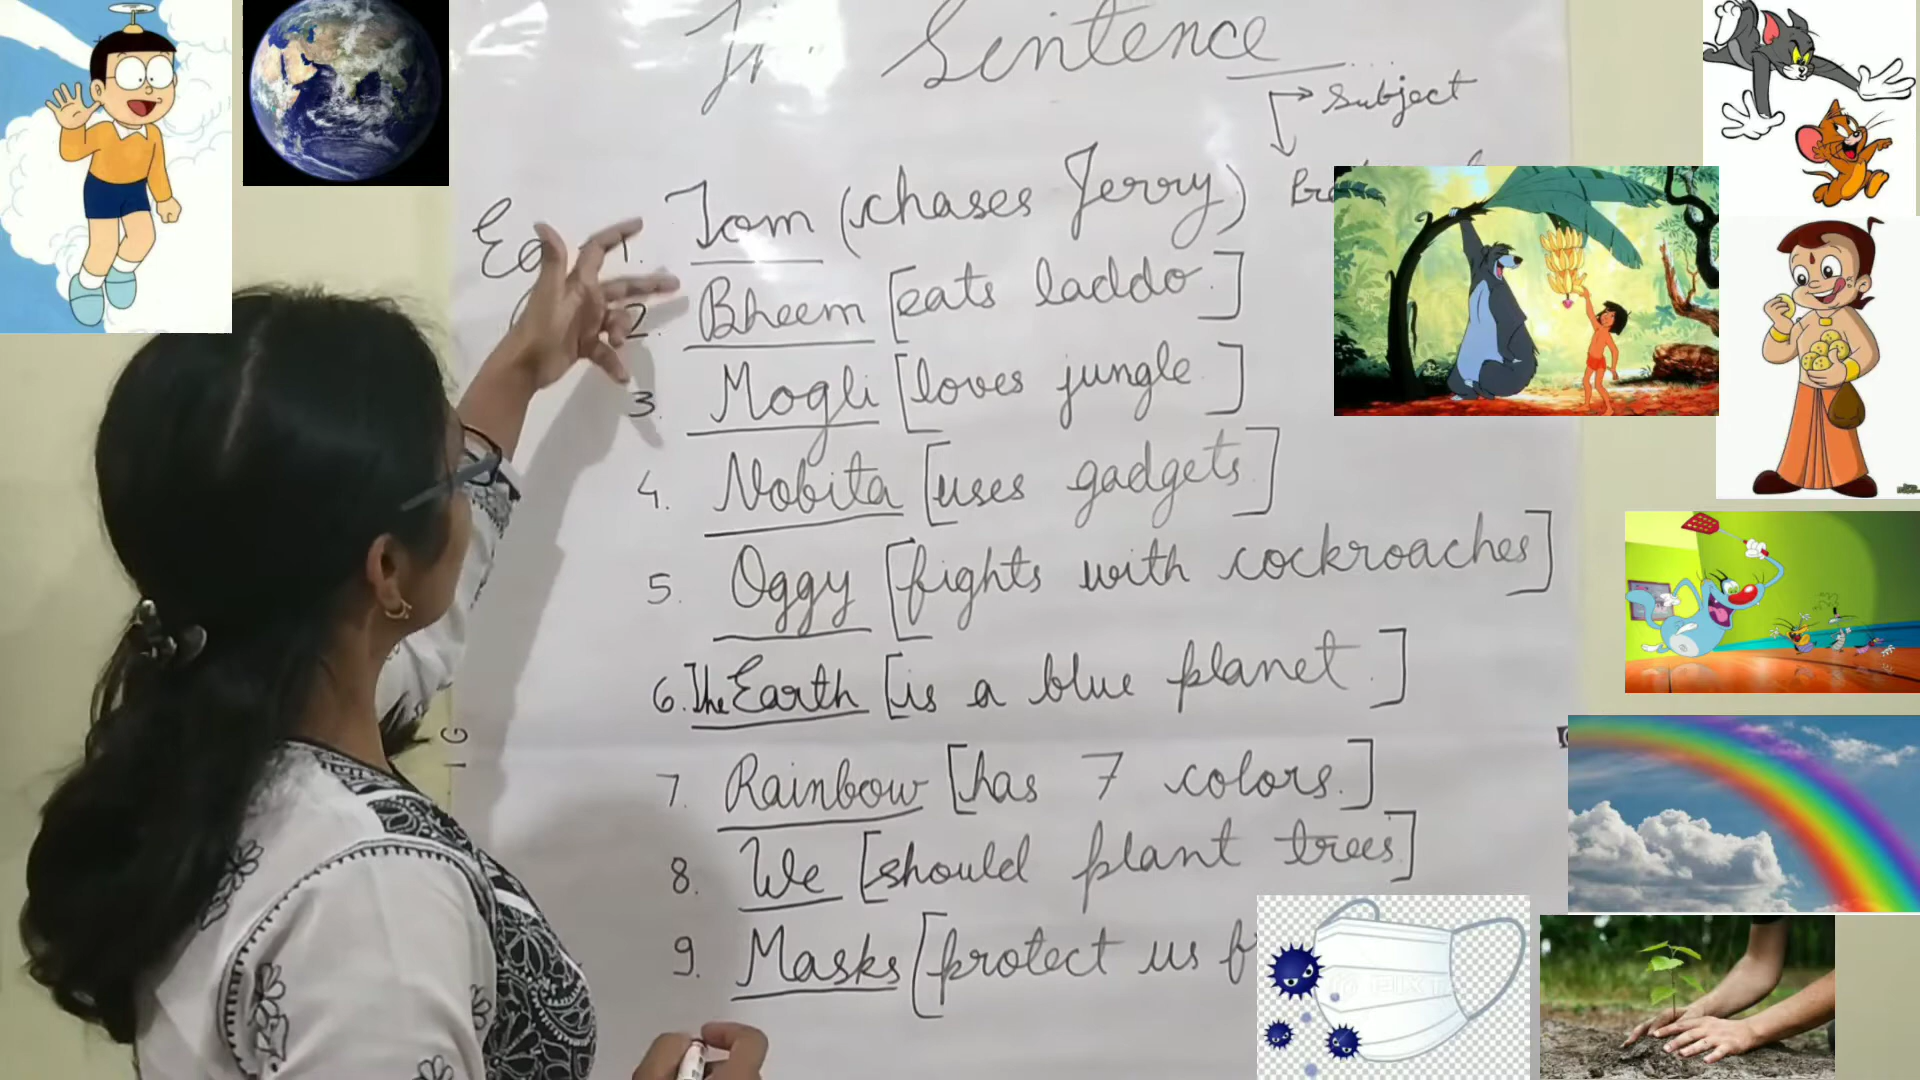 Sentence
Subject
Eg
1. Tom (chases Jerry)
2. Bheem [eats laddo.]
3. Mogli [loves jungle]
4. Nobita [uses gadgets.]
5. Oggy [fights with cockroaches]
6. The Earth [is a blue planet.]
7. Rainbow [has 7 colors.]
8. We [should plant trees.]
9. Masks [protect us